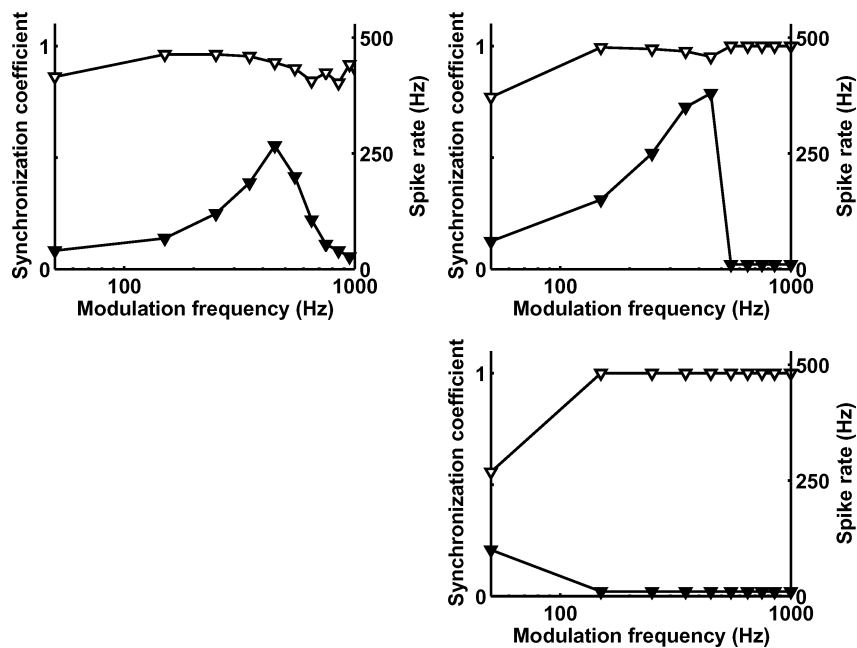 Synchronization coefficient
1
0
500
250
0
Spike rate (Hz)
100
1000
Modulation frequency (Hz)
Synchronization coefficient
1
0
500
250
0
Spike rate (Hz)
100
1000
Modulation frequency (Hz)
Synchronization coefficient
1
0
500
250
0
Spike rate (Hz)
100
1000
Modulation frequency (Hz)